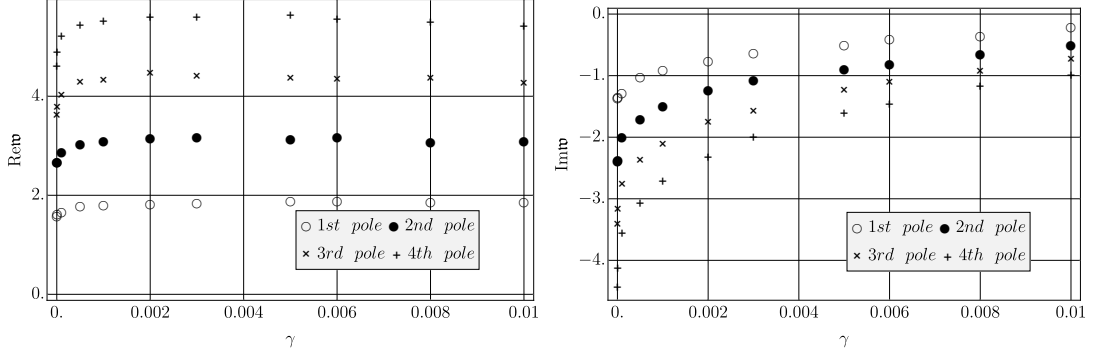 4.
2.
0.
Re𝔴
0.
0.002
0.004
0.006
0.008
0.01
γ
1st pole
2nd pole
3rd pole
4th pole
0.
−1.
−2.
−3.
−4.
Im𝔴
0.
0.002
0.004
0.006
0.008
0.01
γ
1st pole
2nd pole
3rd pole
4th pole